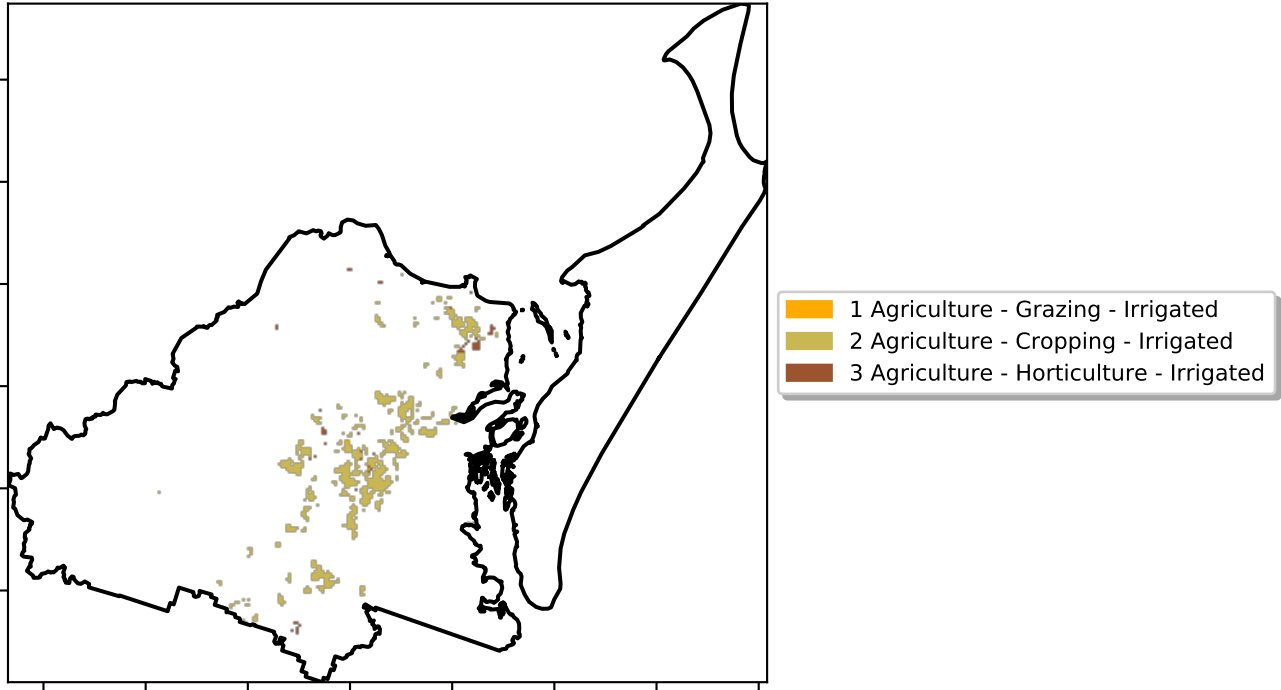 1 Agriculture - Grazing - Irrigated
2 Agriculture - Cropping - Irrigated
3 Agriculture - Horticulture - Irrigated